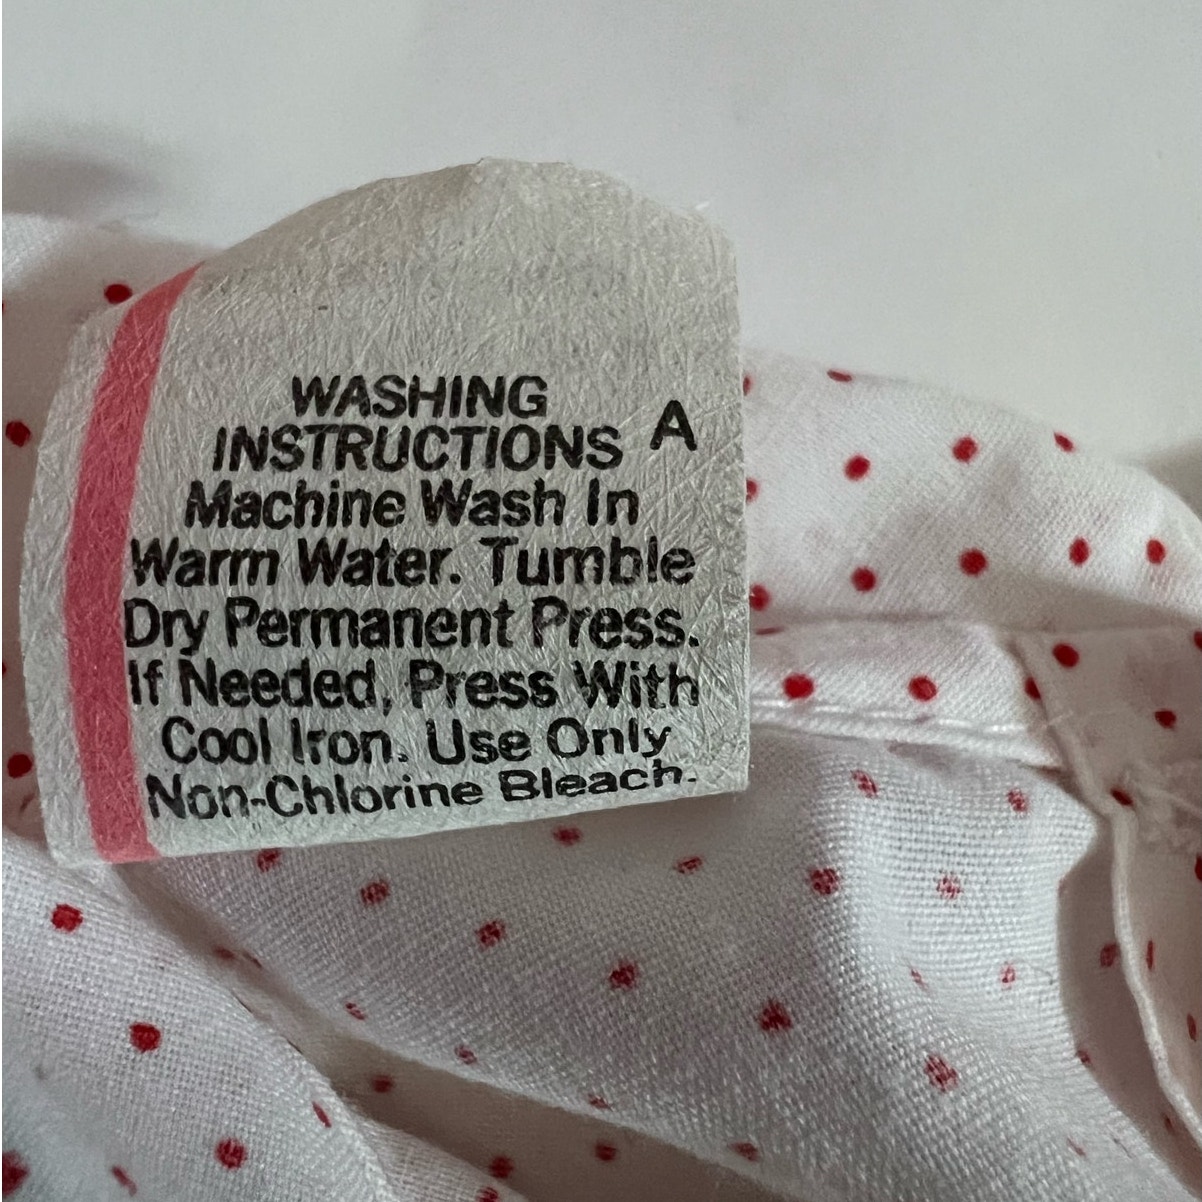 WASHING
INSTRUCTIONS A
Machine Wash In
Warm Water. Tumble
Dry Permanent Press.
If Needed, Press With
Cool Iron. Use Only
Non-Chlorine Bleach.